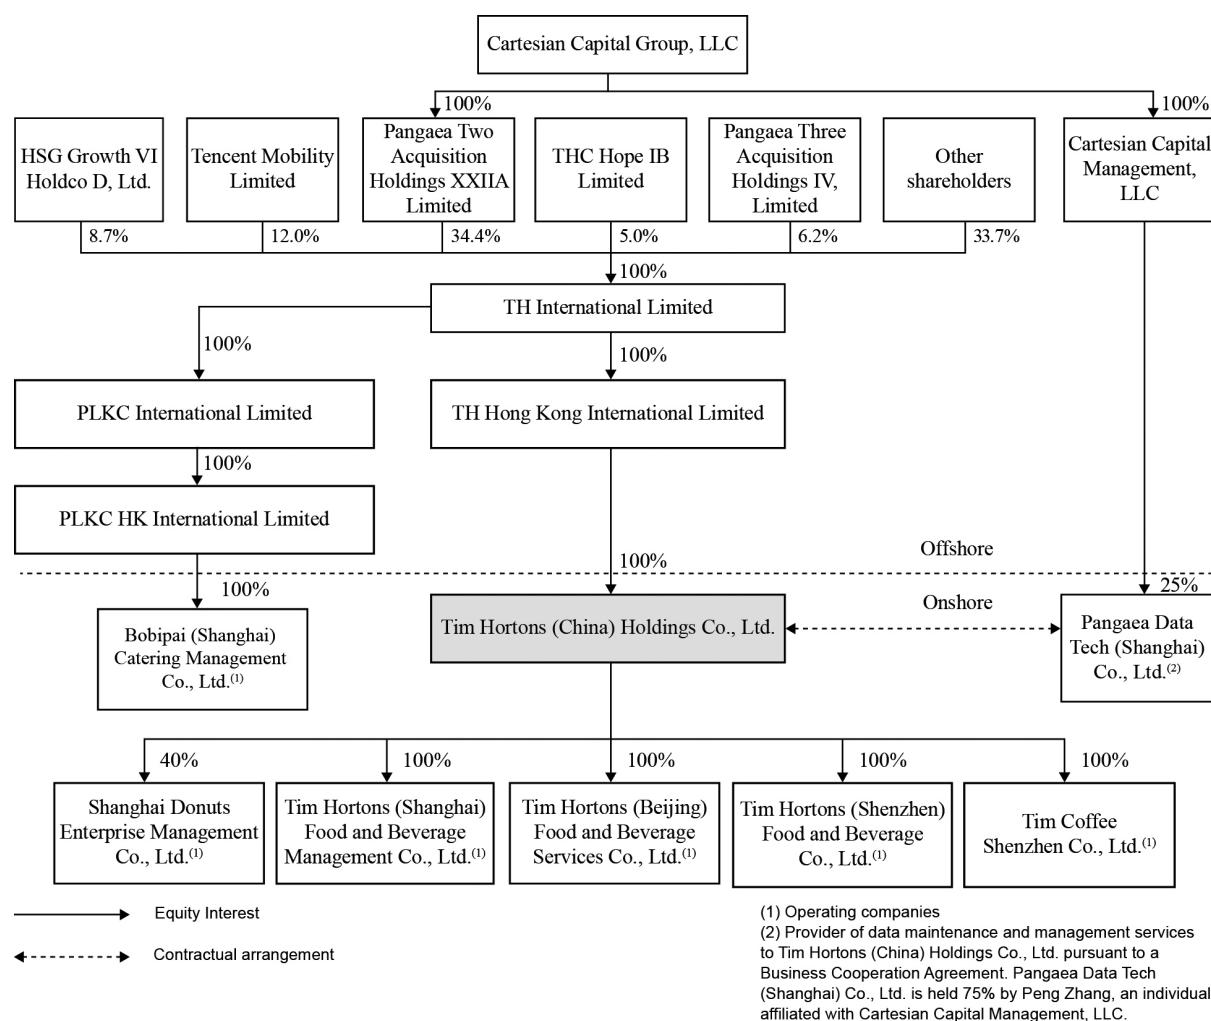 Cartesian Capital Group, LLC
100%
100%
HSG Growth VI
Holdco D, Ltd.
Tencent Mobility
Limited
Pangaea Two
Acquisition
Holdings XXIIA
Limited
THC Hope IB
Limited
Pangaea Three
Acquisition
Holdings IV,
Limited
Other
shareholders
Cartesian Capital
Management,
LLC
8.7%
12.0%
34.4%
5.0%
6.2%
33.7%
100%
TH International Limited
100%
100%
PLKC International Limited
TH Hong Kong International Limited
100%
PLKC HK International Limited
Offshore
100%
100%
25%
Onshore
Bobipai (Shanghai)
Catering Management
Co., Ltd.(1)
Tim Hortons (China) Holdings Co., Ltd.
Pangaea Data
Tech (Shanghai)
Co., Ltd.(2)
40%
100%
100%
100%
100%
Shanghai Donuts
Enterprise Management
Co., Ltd.(1)
Tim Hortons (Shanghai)
Food and Beverage
Management Co., Ltd.(1)
Tim Hortons (Beijing)
Food and Beverage
Services Co., Ltd.(1)
Tim Hortons (Shenzhen)
Food and Beverage
Co., Ltd.(1)
Tim Coffee
Shenzhen Co., Ltd.(1)
Equity Interest
Contractual arrangement
(1) Operating companies
(2) Provider of data maintenance and management services
to Tim Hortons (China) Holdings Co., Ltd. pursuant to a
Business Cooperation Agreement. Pangaea Data Tech
(Shanghai) Co., Ltd. is held 75% by Peng Zhang, an individual
affiliated with Cartesian Capital Management, LLC.